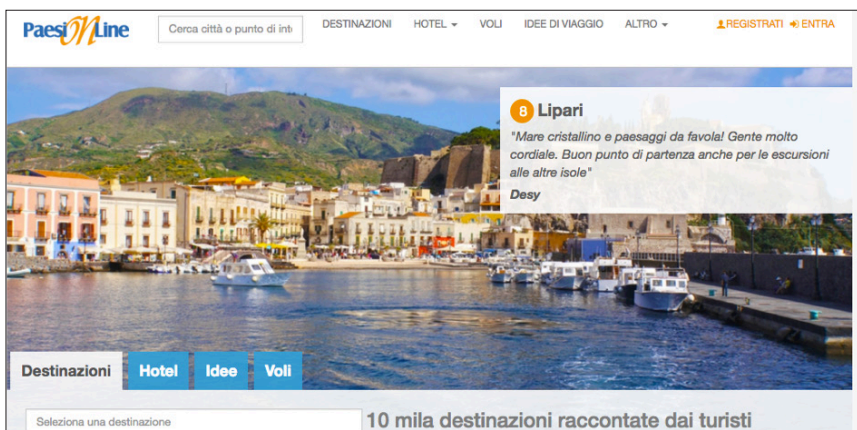 PaesiOnLine
Cerca città o punto di inte
DESTINAZIONI HOTEL VOLI IDEE DI VIAGGIO ALTRO REGISTRATI ENTRA
8 Lipari
"Mare cristallino e paesaggi da favola! Gente molto
cordiale. Buon punto di partenza anche per le escursioni
alle altre isole"
Desy
Destinazioni Hotel Idee Voli
Seleziona una destinazione
10 mila destinazioni raccontate dai turisti